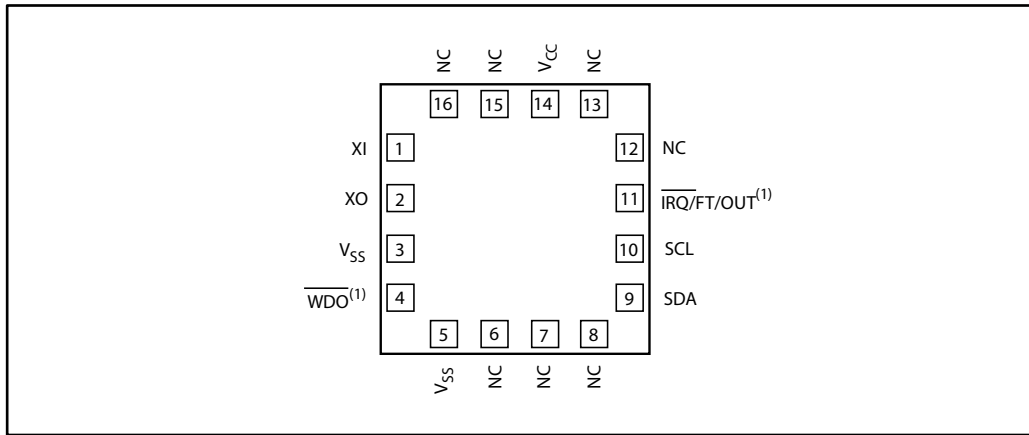 NC NC VCC NC
16 15 14 13
XI 1 12 NC
XO 2 11 IRQ/FT/OUT(1)
VSS 3 10 SCL
WDO(1) 4 9 SDA
5 6 7 8
VSS NC NC NC